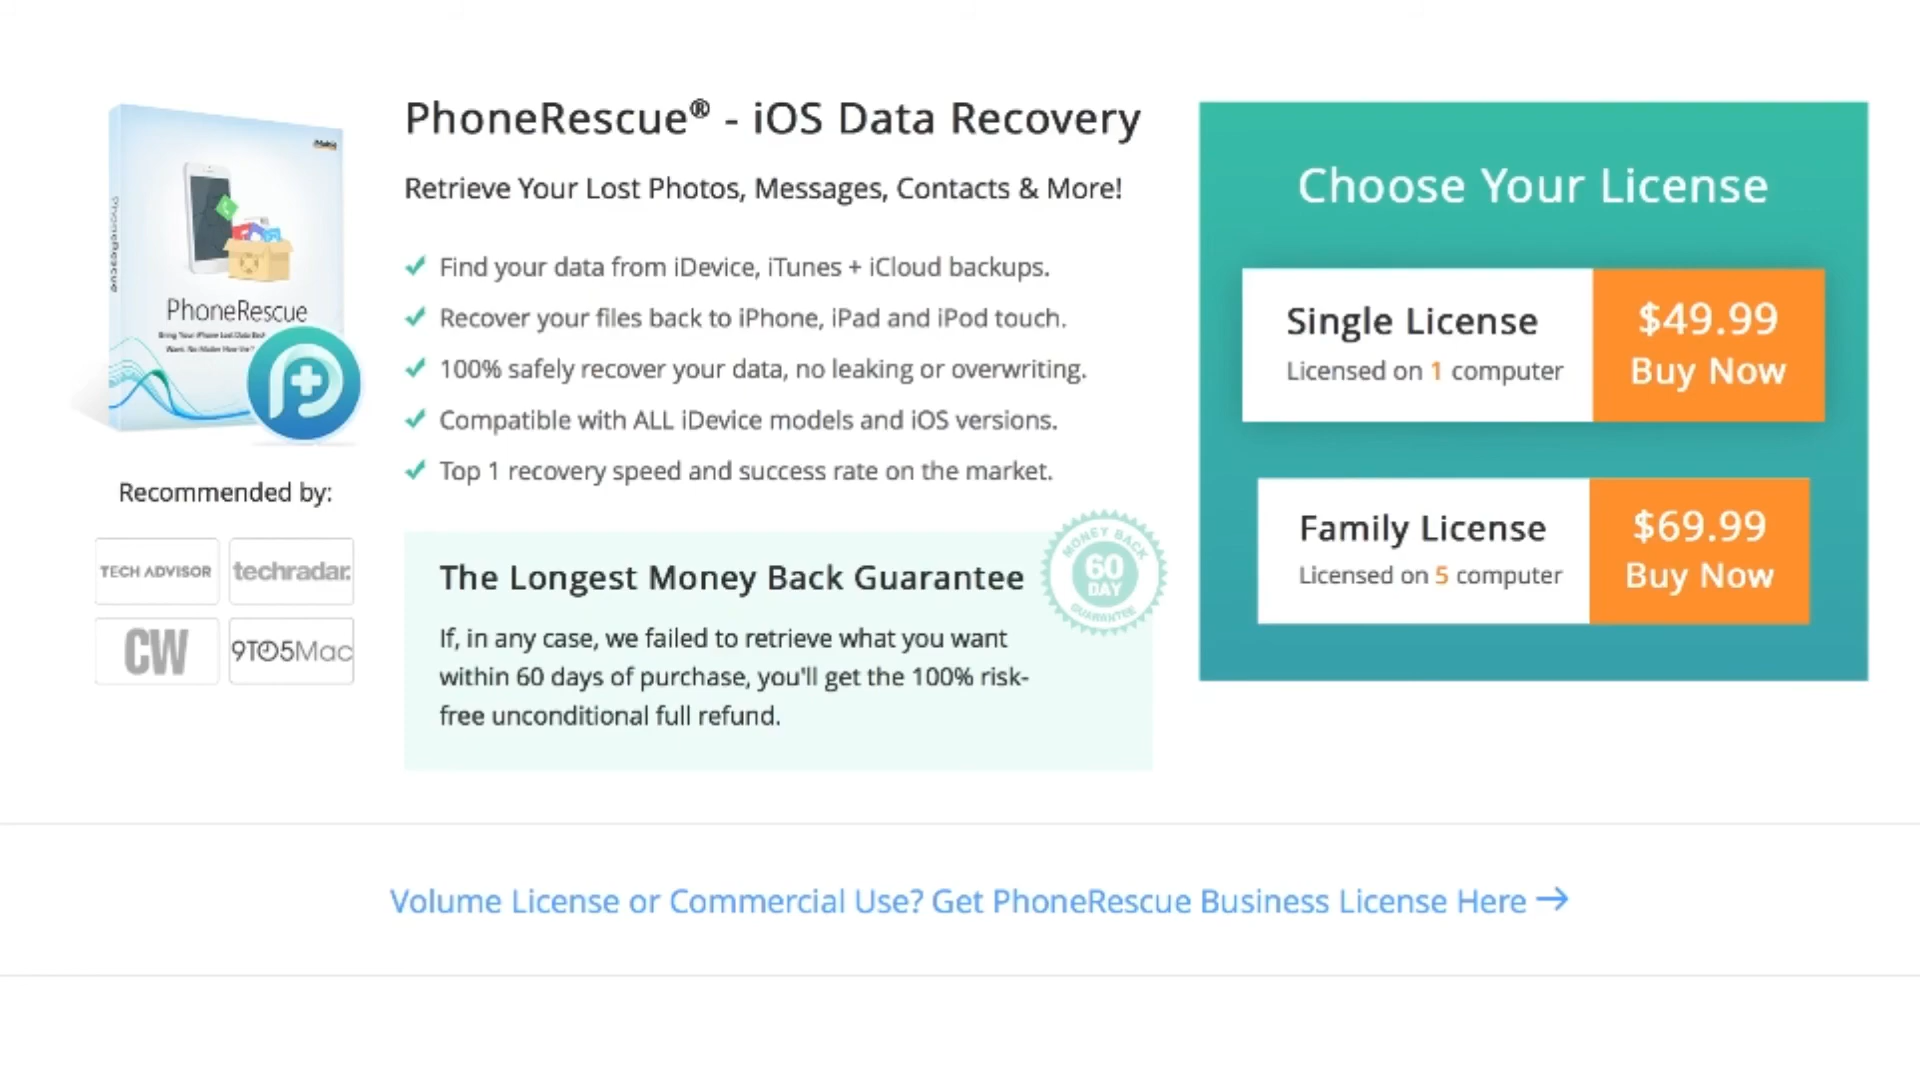 iMobie
PhoneRescue
PhoneRescue
Recommended by:
TECH ADVISOR
techradar.
CW
9TO5Mac
PhoneRescue® - iOS Data Recovery
Retrieve Your Lost Photos, Messages, Contacts & More!
Find your data from iDevice, iTunes + iCloud backups.
Recover your files back to iPhone, iPad and iPod touch.
100% safely recover your data, no leaking or overwriting.
Compatible with ALL iDevice models and iOS versions.
Top 1 recovery speed and success rate on the market.
The Longest Money Back Guarantee
If, in any case, we failed to retrieve what you want
within 60 days of purchase, you'll get the 100% risk-
free unconditional full refund.
MONEY BACK
60
DAY
GUARANTEE
Choose Your License
Single License
Licensed on 1 computer
$49.99
Buy Now
Family License
Licensed on 5 computer
$69.99
Buy Now
Volume License or Commercial Use? Get PhoneRescue Business License Here →